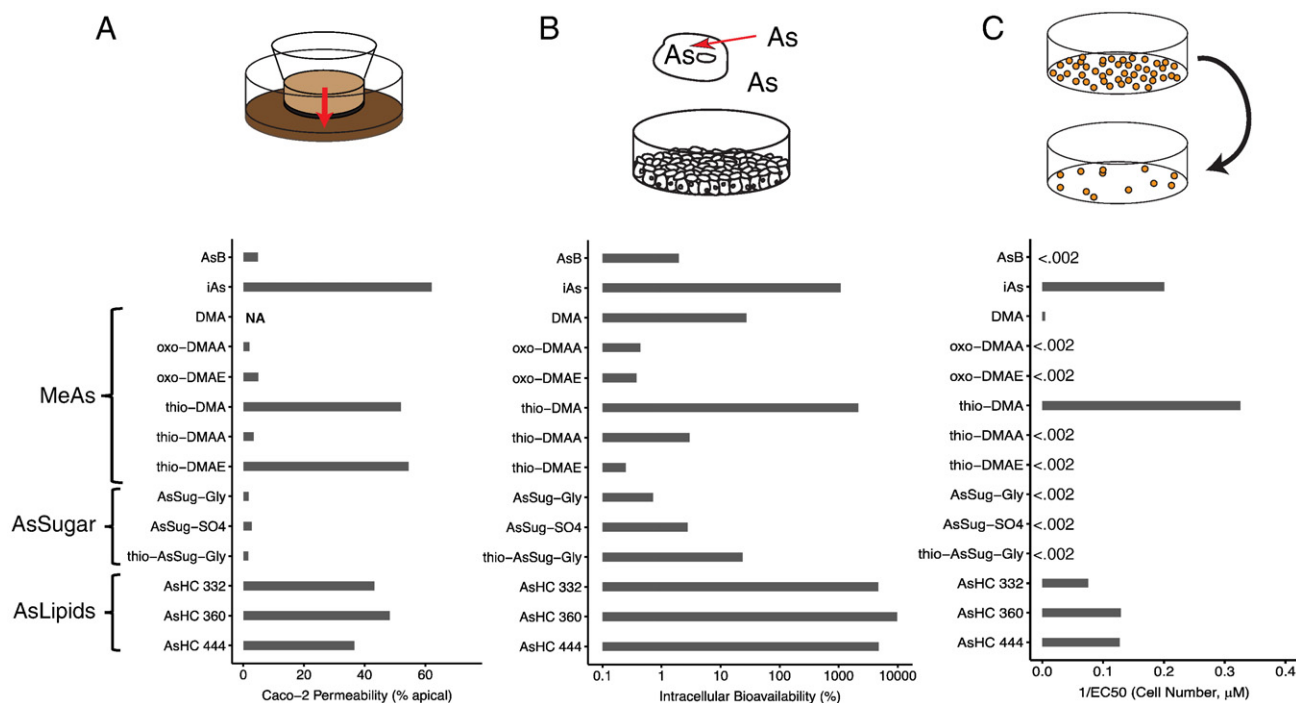 A
B
C
As
As
As
MeAs
AsSugar
AsLipids
AsB
iAs
DMA
NA
oxo−DMAA
oxo−DMAE
thio−DMA
thio−DMAA
thio−DMAE
AsSug−Gly
AsSug−SO4
thio−AsSug−Gly
AsHC 332
AsHC 360
AsHC 444
0
20
40
60
Caco−2 Permeability (% apical)
AsB
iAs
DMA
oxo−DMAA
oxo−DMAE
thio−DMA
thio−DMAA
thio−DMAE
AsSug−Gly
AsSug−SO4
thio−AsSug−Gly
AsHC 332
AsHC 360
AsHC 444
0.1
1
10
100
1000
10000
Intracellular Bioavailability (%)
AsB <.002
iAs
DMA
oxo−DMAA <.002
oxo−DMAE <.002
thio−DMA
thio−DMAA <.002
thio−DMAE <.002
AsSug−Gly <.002
AsSug−SO4 <.002
thio−AsSug−Gly <.002
AsHC 332
AsHC 360
AsHC 444
0.0
0.1
0.2
0.3
0.4
1/EC50 (Cell Number, μM)